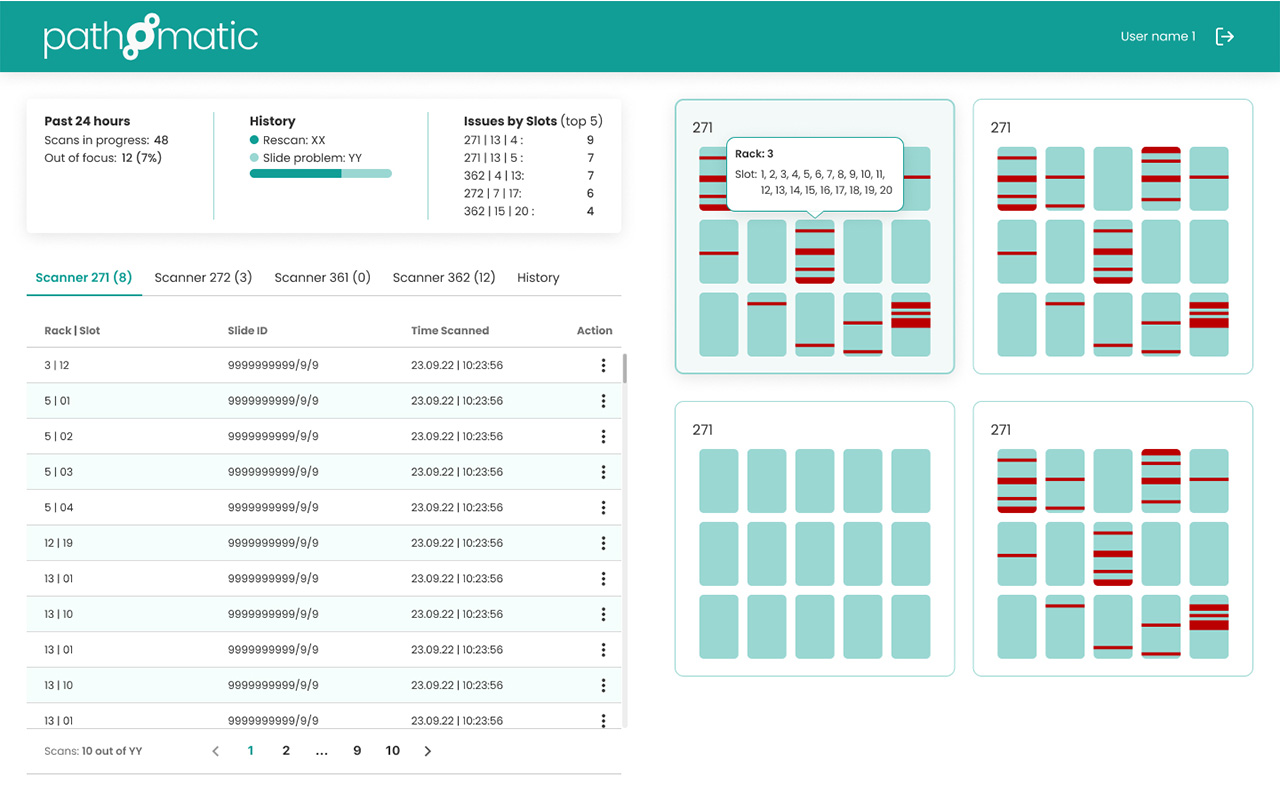 pathomatic
User name 1
Past 24 hours
Scans in progress: 48
Out of focus: 12 (7%)
History
Rescan: XX
Slide problem: YY
Issues by Slots (top 5)
271 | 13 | 4 : 9
271 | 13 | 5 : 7
362 | 4 | 13: 7
272 | 7 | 17: 6
362 | 15 | 20 : 4
Scanner 271 (8) Scanner 272 (3) Scanner 361 (0) Scanner 362 (12) History
Rack | Slot Slide ID Time Scanned Action
3 | 12 9999999999/9/9 23.09.22 | 10:23:56
5 | 01 9999999999/9/9 23.09.22 | 10:23:56
5 | 02 9999999999/9/9 23.09.22 | 10:23:56
5 | 03 9999999999/9/9 23.09.22 | 10:23:56
5 | 04 9999999999/9/9 23.09.22 | 10:23:56
12 | 19 9999999999/9/9 23.09.22 | 10:23:56
13 | 01 9999999999/9/9 23.09.22 | 10:23:56
13 | 10 9999999999/9/9 23.09.22 | 10:23:56
13 | 01 9999999999/9/9 23.09.22 | 10:23:56
13 | 10 9999999999/9/9 23.09.22 | 10:23:56
13 | 01 9999999999/9/9 23.09.22 | 10:23:56
Scans: 10 out of YY
1 2 ... 9 10
271
Rack: 3
Slot: 1, 2, 3, 4, 5, 6, 7, 8, 9, 10, 11,
12, 13, 14, 15, 16, 17, 18, 19, 20
271
271
271